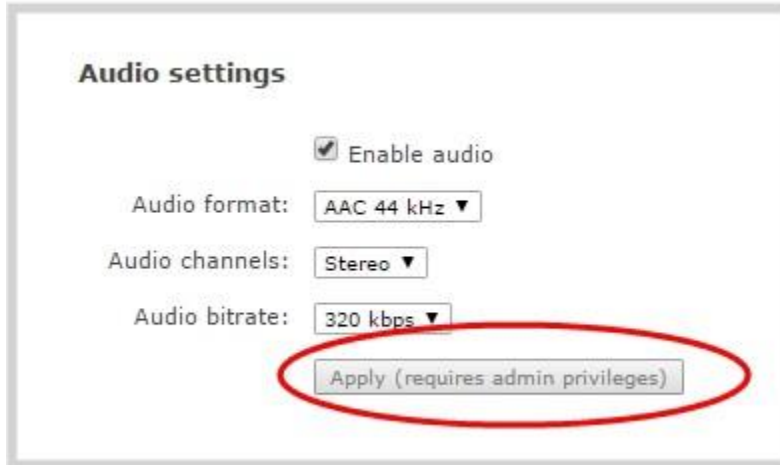 Audio settings
Enable audio
Audio format: AAC 44 kHz
Audio channels: Stereo
Audio bitrate: 320 kbps
Apply (requires admin privileges)